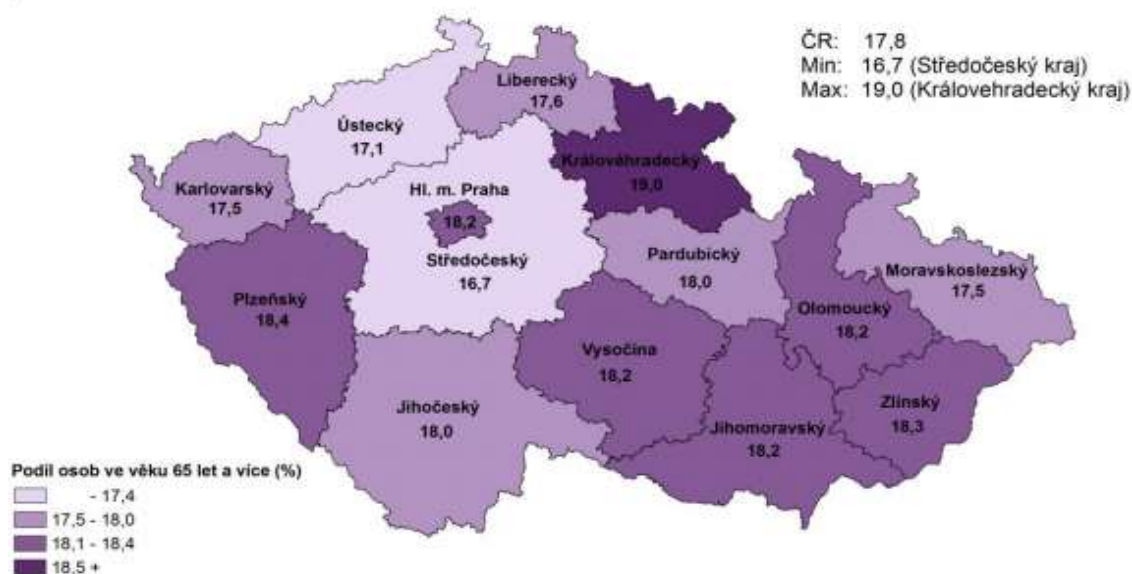 ČR: 17,8
Min: 16,7 (Středočeský kraj)
Max: 19,0 (Královehradecký kraj)
Liberecký
17,6
Ústecký
17,1
Královéhradecký
19,0
Karlovarský
17,5
Hl. m. Praha
18,2
Středočeský
16,7
Pardubický
18,0
Moravskoslezský
17,5
Plzeňský
18,4
Olomoucký
18,2
Vysočina
18,2
Jihočeský
18,0
Jihomoravský
18,2
Zlínský
18,3
Podíl osob ve věku 65 let a více (%)
- 17,4
17,5 - 18,0
18,1 - 18,4
18,5 +